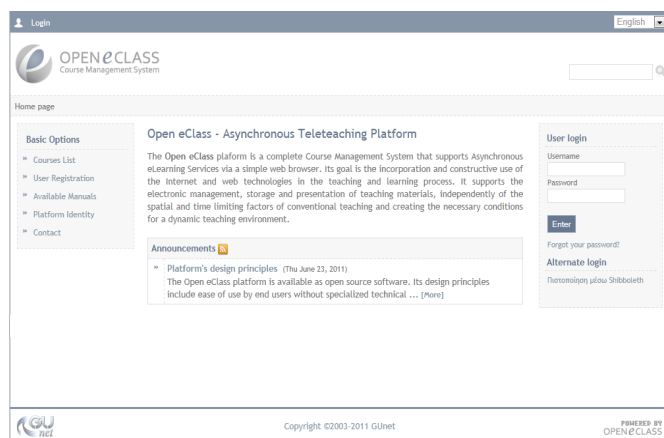 Login
English
OPEN eCLASS
Course Management System
Home page
Basic Options
» Courses List
» User Registration
» Available Manuals
» Platform Identity
» Contact
Open eClass - Asynchronous Teleteaching Platform
The Open eClass plaform is a complete Course Management System that supports Asynchronous
eLearning Services via a simple web browser. Its goal is the incorporation and constructive use of
the Internet and web technologies in the teaching and learning process. It supports the
electronic management, storage and presentation of teaching materials, independently of the
spatial and time limiting factors of conventional teaching and creating the necessary conditions
for a dynamic teaching environment.
Announcements
» Platform's design principles (Thu June 23, 2011)
The Open eClass platform is available as open source software. Its design principles
include ease of use by end users without specialized technical ... [More]
User login
Username
Password
Enter
Forgot your password?
Alternate login
Πιστοποίηση μέσω Shibboleth
GU
net
Copyright ©2003-2011 GUnet
POWERED BY
OPEN eCLASS